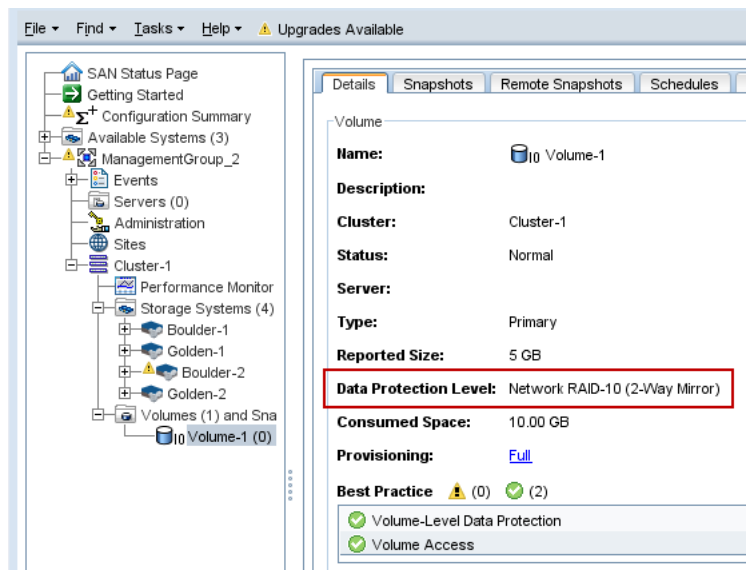 File Find Tasks Help Upgrades Available
SAN Status Page
Getting Started
Configuration Summary
Available Systems (3)
ManagementGroup_2
Events
Servers (0)
Administration
Sites
Cluster-1
Performance Monitor
Storage Systems (4)
Boulder-1
Golden-1
Boulder-2
Golden-2
Volumes (1) and Sna
Volume-1 (0)
Details Snapshots Remote Snapshots Schedules
Volume
Name: Volume-1
Description:
Cluster: Cluster-1
Status: Normal
Server:
Type: Primary
Reported Size: 5 GB
Data Protection Level: Network RAID-10 (2-Way Mirror)
Consumed Space: 10.00 GB
Provisioning: Full
Best Practice (0) (2)
Volume-Level Data Protection
Volume Access